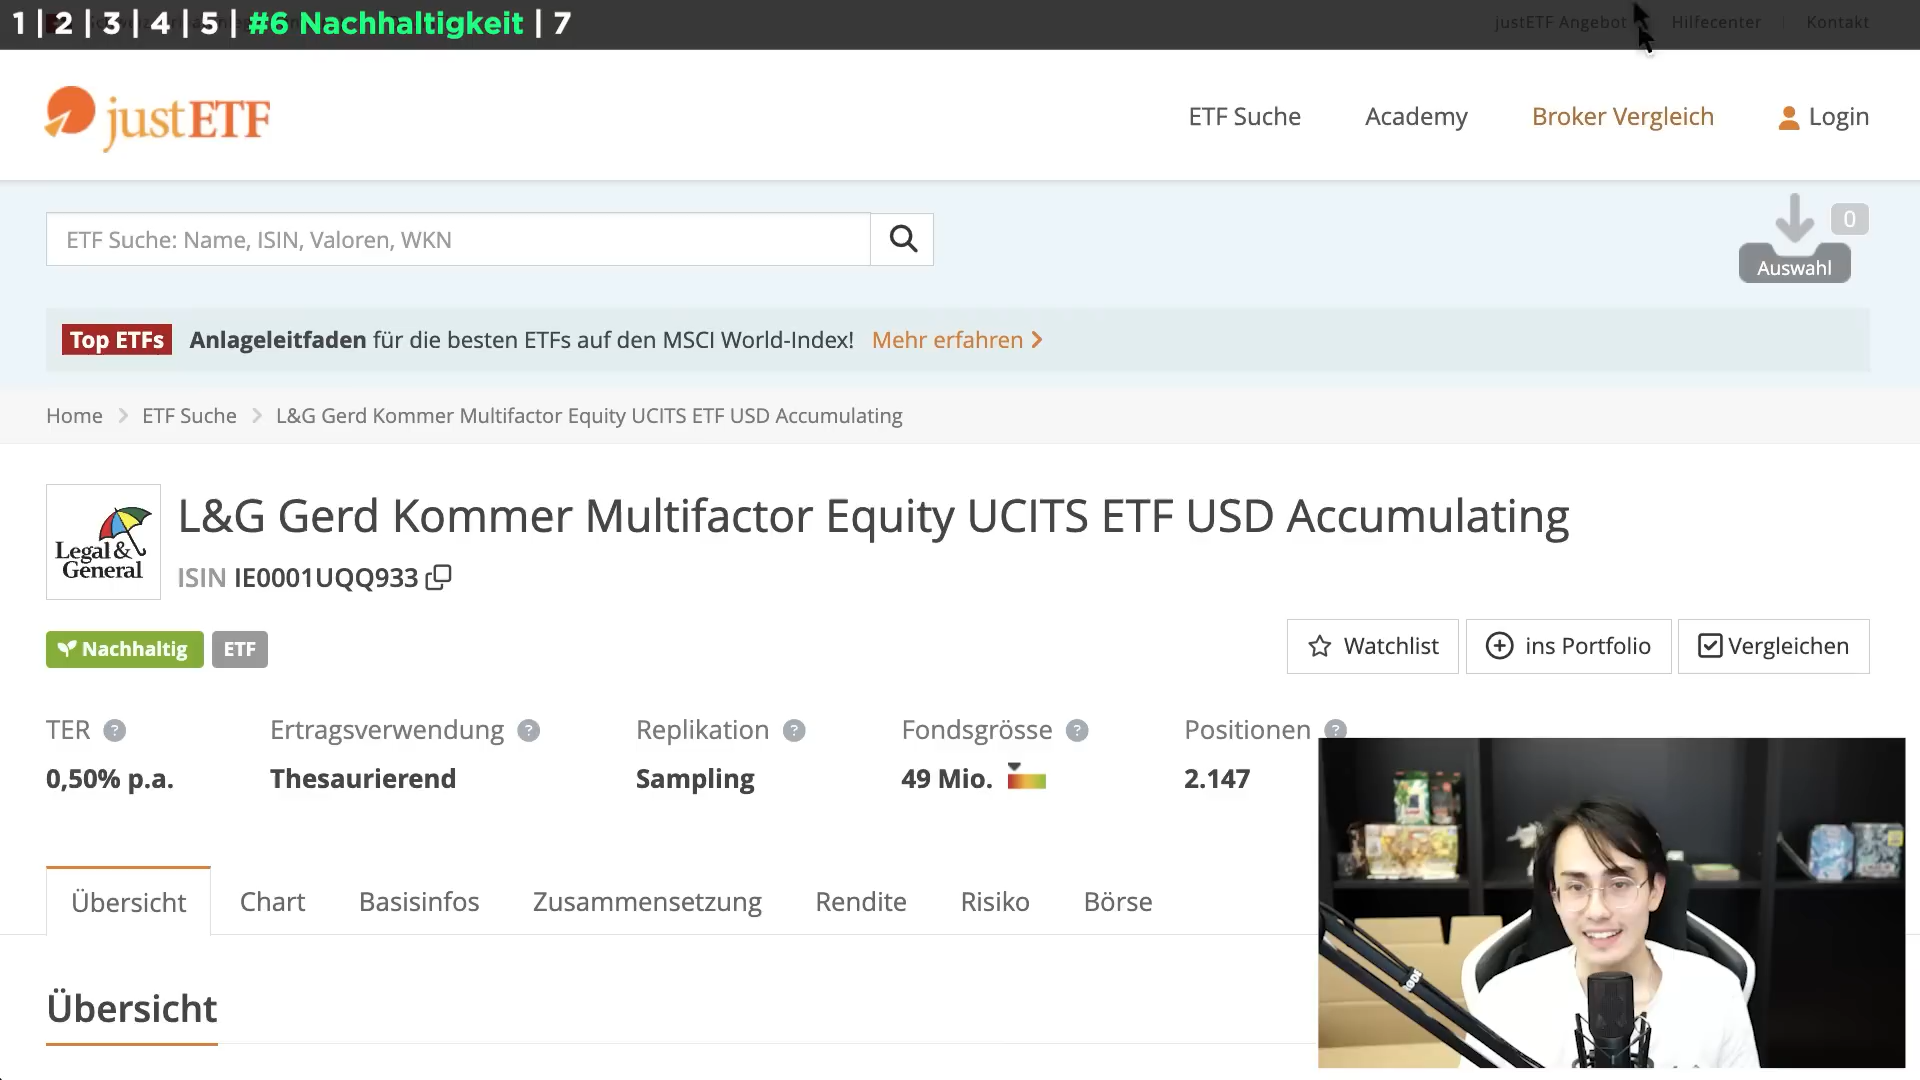 1 | 2 | 3 | 4 | 5 | #6 Nachhaltigkeit | 7
justETF Angebot
Hilfecenter
Kontakt
justETF
ETF Suche
Academy
Broker Vergleich
Login
ETF Suche: Name, ISIN, Valoren, WKN
0
Auswahl
Top ETFs Anlageleitfaden für die besten ETFs auf den MSCI World-Index! Mehr erfahren
Home
ETF Suche
L&G Gerd Kommer Multifactor Equity UCITS ETF USD Accumulating
Legal &
General
L&G Gerd Kommer Multifactor Equity UCITS ETF USD Accumulating
ISIN IE0001UQQ933
Nachhaltig
ETF
Watchlist
ins Portfolio
Vergleichen
TER ?
0,50% p.a.
Ertragsverwendung ?
Thesaurierend
Replikation ?
Sampling
Fondsgrösse ?
49 Mio.
Positionen ?
2.147
Übersicht
Chart
Basisinfos
Zusammensetzung
Rendite
Risiko
Börse
Übersicht
RØDE